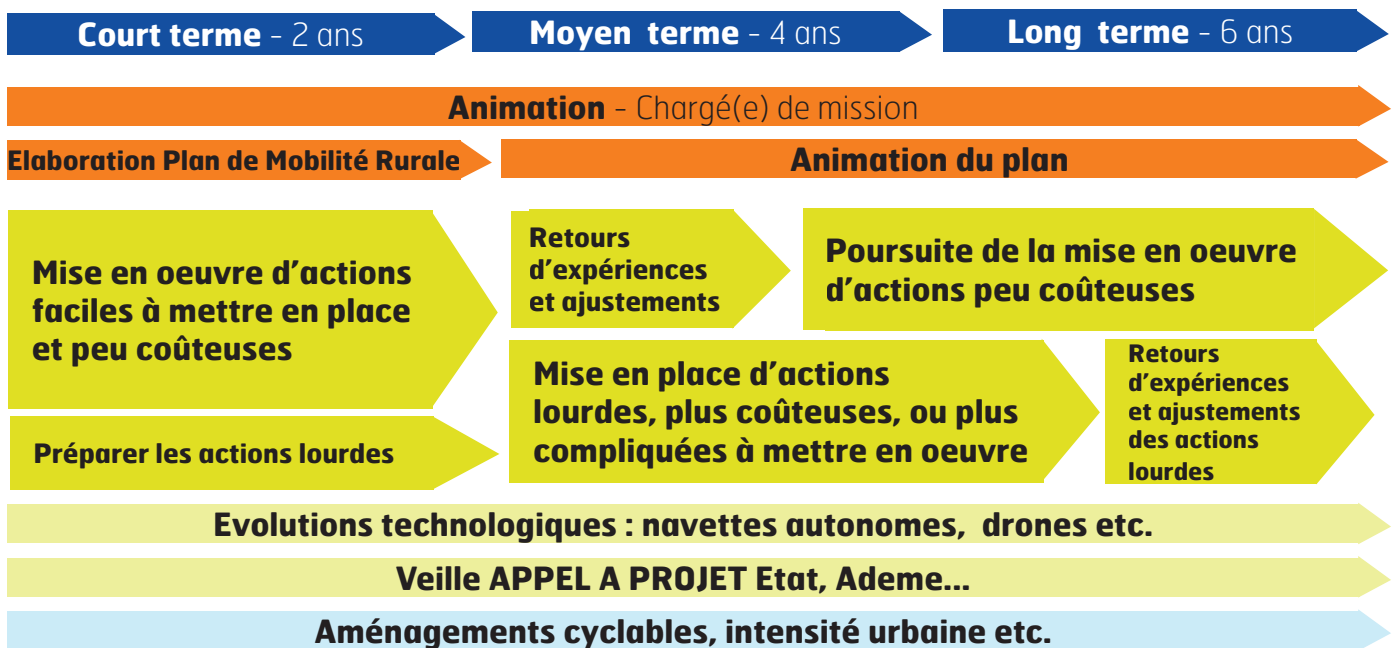 Court terme - 2 ans
Moyen terme - 4 ans
Long terme - 6 ans
Animation - Chargé(e) de mission
Elaboration Plan de Mobilité Rurale
Animation du plan
Mise en oeuvre d'actions
faciles à mettre en place
et peu coûteuses
Retours
d'expériences
et ajustements
Poursuite de la mise en oeuvre
d'actions peu coûteuses
Préparer les actions lourdes
Mise en place d'actions
lourdes, plus coûteuses, ou plus
compliquées à mettre en oeuvre
Retours
d'expériences
et ajustements
des actions
lourdes
Evolutions technologiques : navettes autonomes, drones etc.
Veille APPEL A PROJET Etat, Ademe...
Aménagements cyclables, intensité urbaine etc.